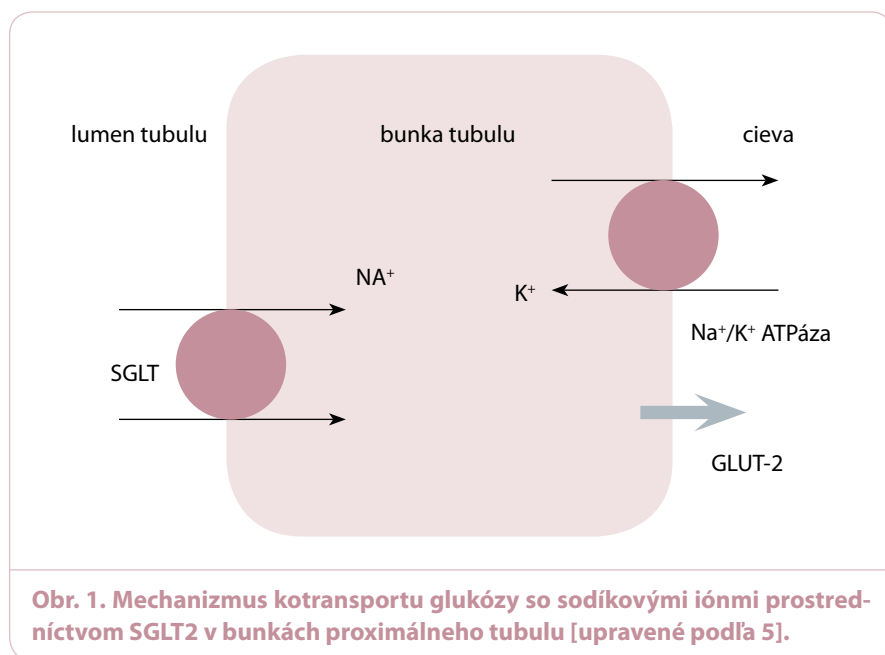 lumen tubulu
bunka tubulu
cieva
NA⁺
K⁺
Na⁺/K⁺ ATPáza
SGLT
GLUT-2
Obr. 1. Mechanizmus kotransportu glukózy so sodíkovými iónmi prostred-
níctvom SGLT2 v bunkách proximálneho tubulu [upravené podľa 5].